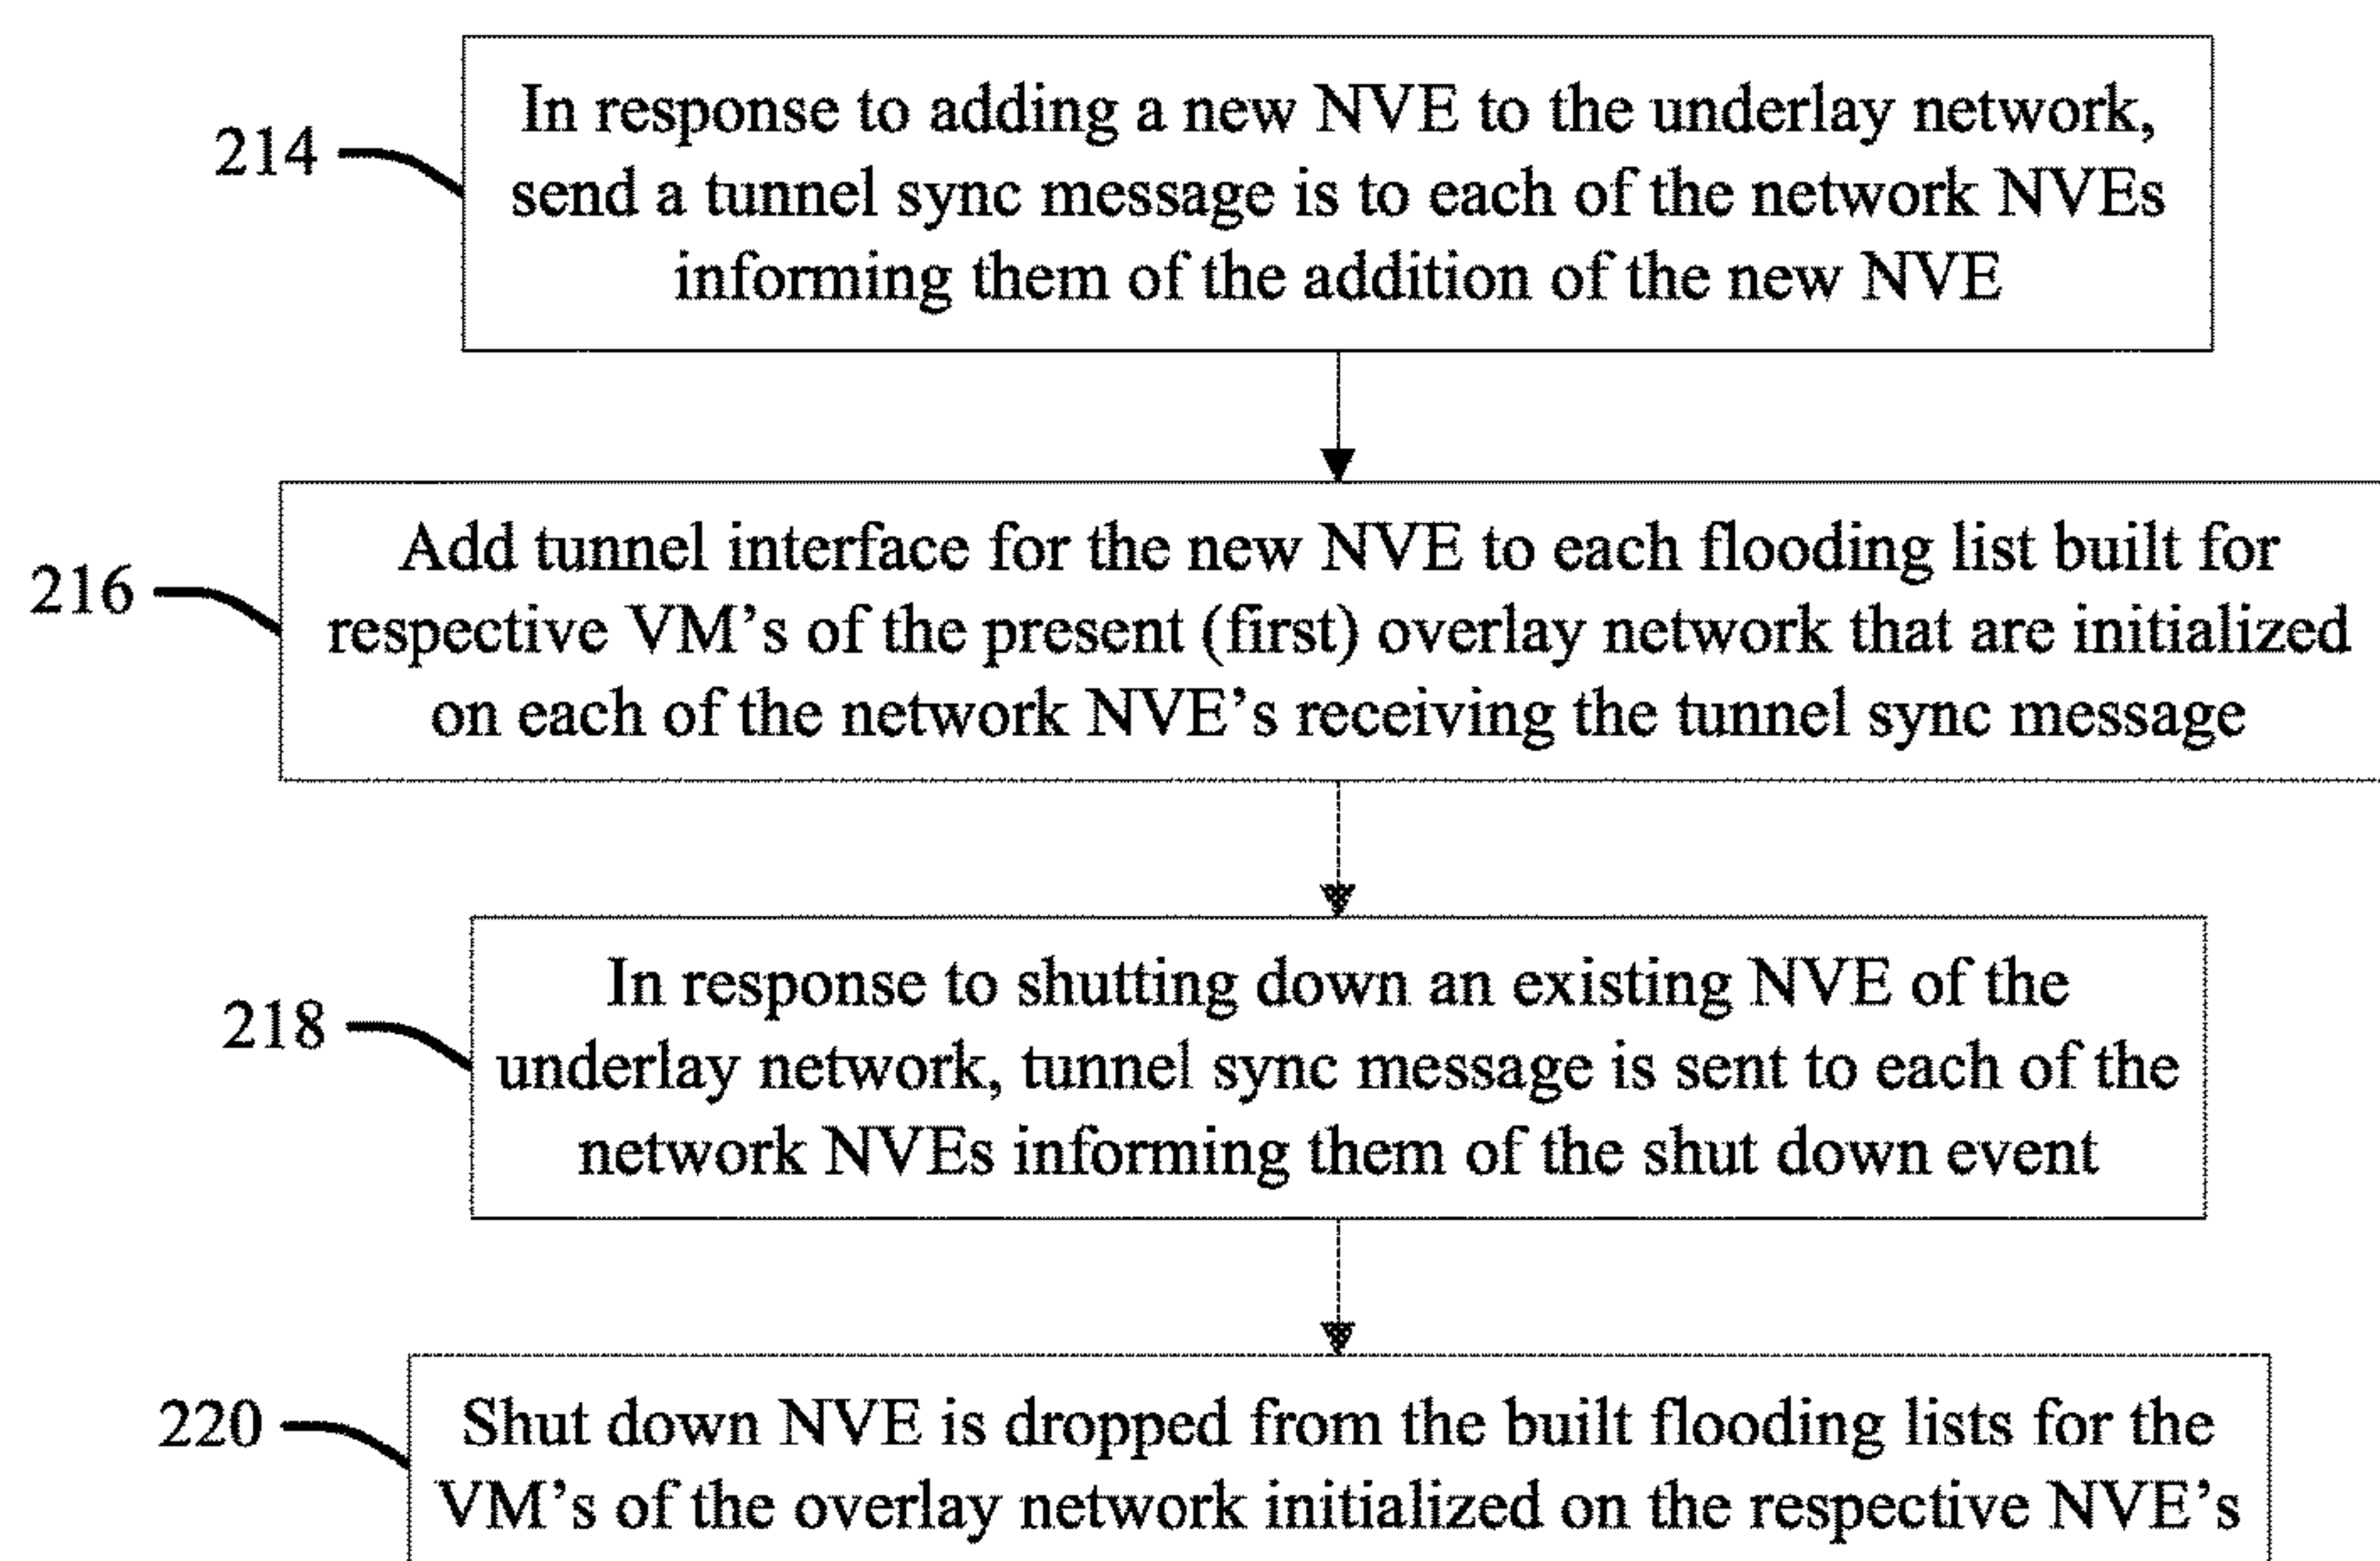 214
In response to adding a new NVE to the underlay network,
send a tunnel sync message is to each of the network NVEs
informing them of the addition of the new NVE
216
Add tunnel interface for the new NVE to each flooding list built for
respective VM’s of the present (first) overlay network that are initialized
on each of the network NVE’s receiving the tunnel sync message
218
In response to shutting down an existing NVE of the
underlay network, tunnel sync message is sent to each of the
network NVEs informing them of the shut down event
220
Shut down NVE is dropped from the built flooding lists for the
VM’s of the overlay network initialized on the respective NVE’s